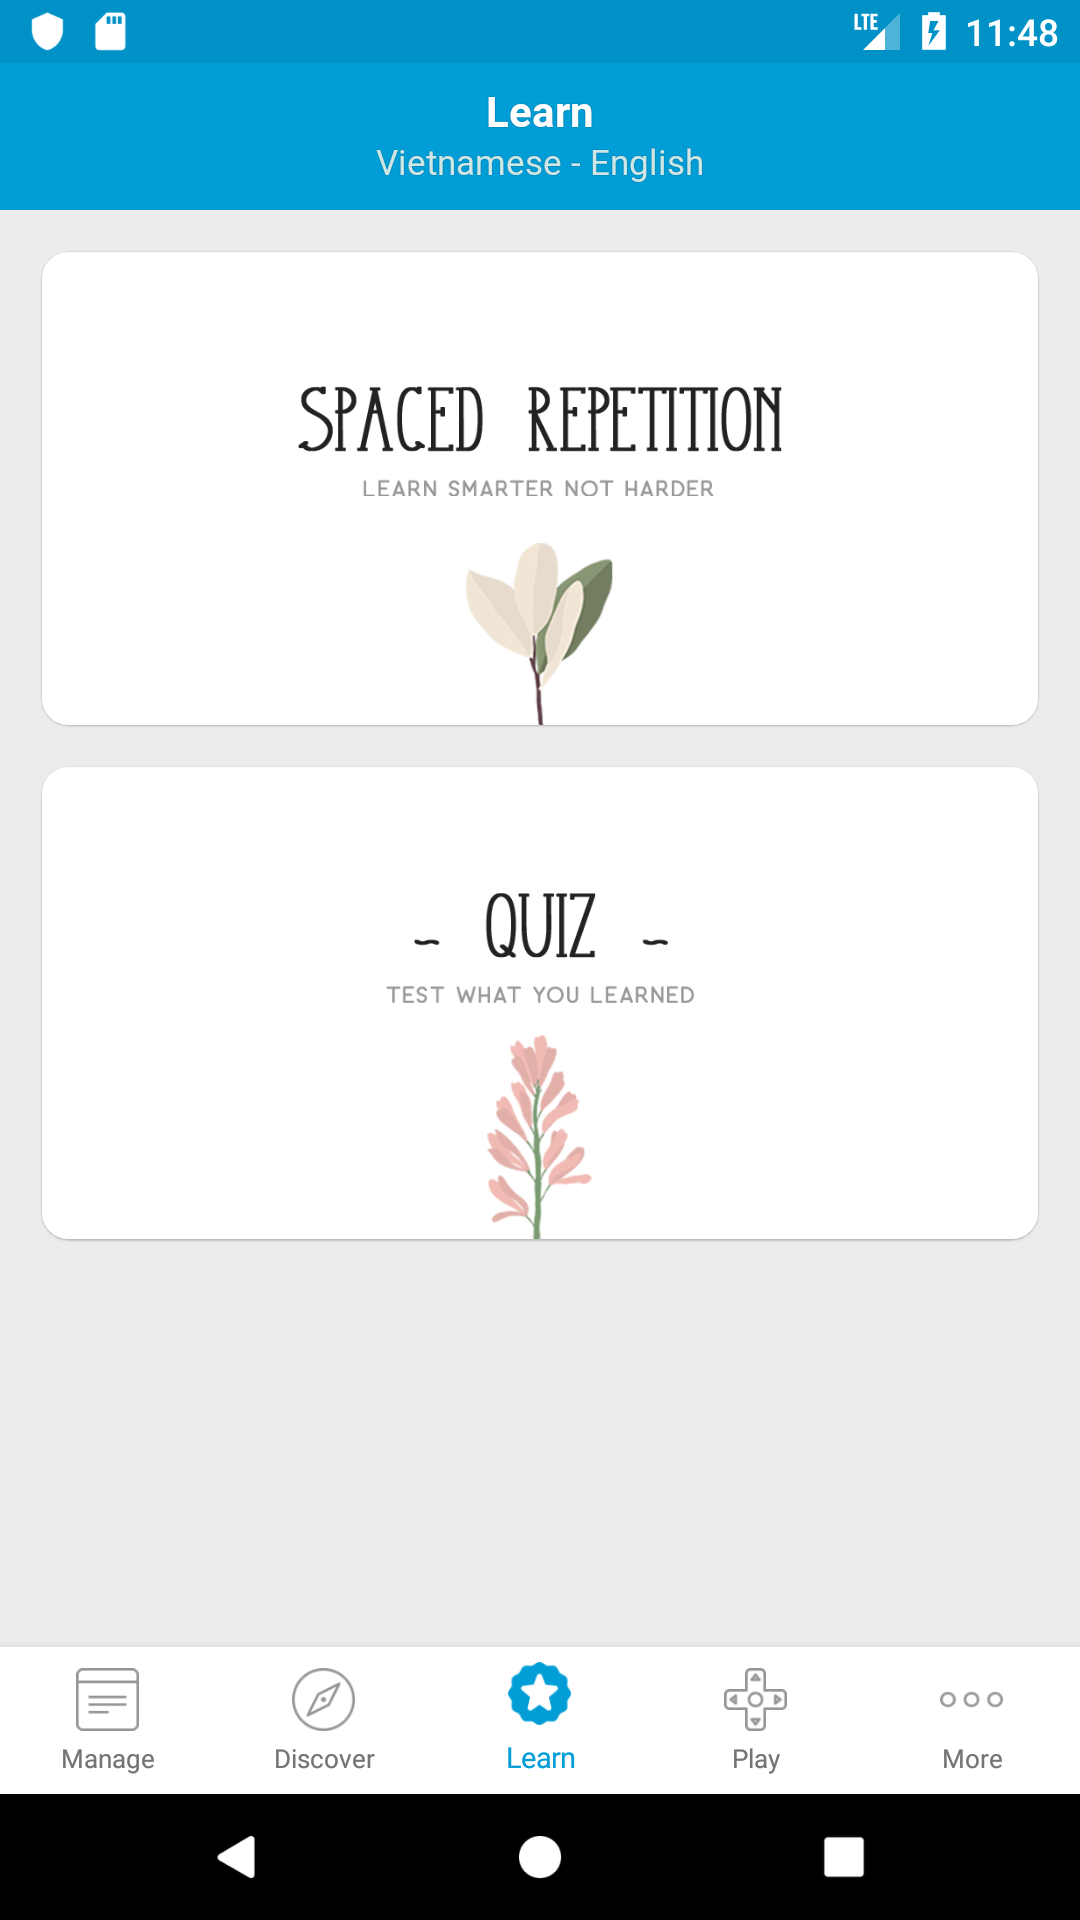 LTE 11:48
Learn
Vietnamese - English
SPACED REPETITION
LEARN SMARTER NOT HARDER
- QUIZ -
TEST WHAT YOU LEARNED
Manage Discover Learn Play More